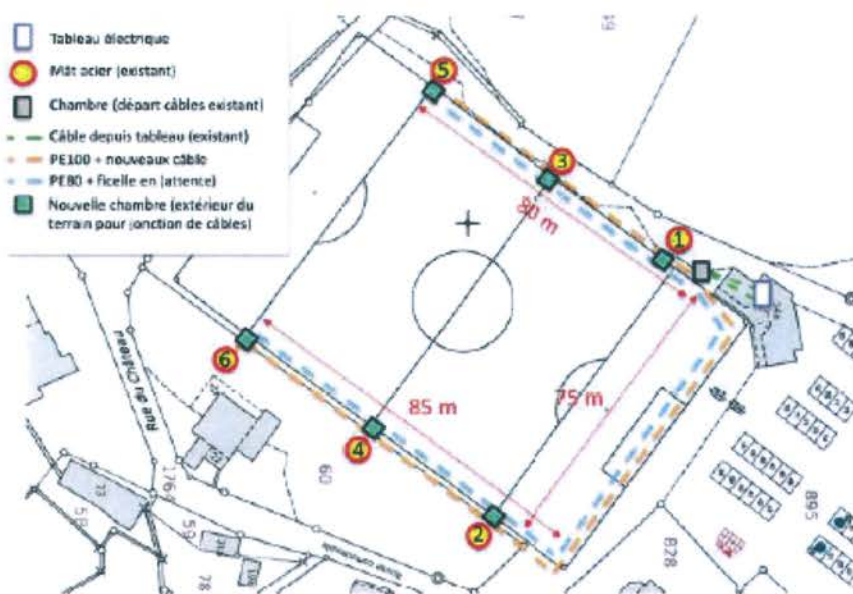 Tableau électrique
Mât acier (existant)
Chambre (départ câbles existant)
Câble depuis tableau (existant)
PE100 + nouveaux câble
PE80 + ficelle en (attente)
Nouvelle chambre (extérieur du
terrain pour jonction de câbles)
5
3
1
80 m
6
85 m
75 m
4
2
Rue du Château
60
176
73
59
58
78
828
895